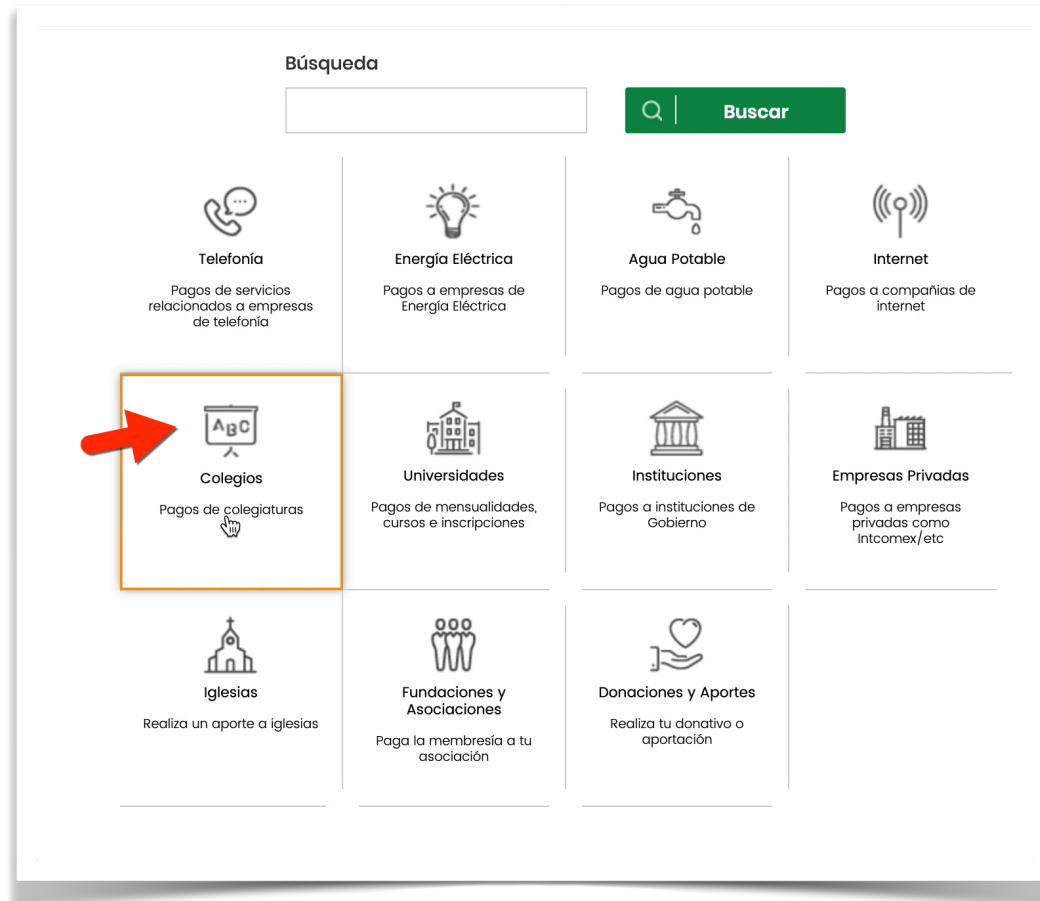 Búsqueda
Buscar
Telefonía
Pagos de servicios
relacionados a empresas
de telefonía
Energía Eléctrica
Pagos a empresas de
Energía Eléctrica
Agua Potable
Pagos de agua potable
Internet
Pagos a compañias de
internet
ABC
Colegios
Pagos de colegiaturas
Universidades
Pagos de mensualidades,
cursos e inscripciones
Instituciones
Pagos a instituciones de
Gobierno
Empresas Privadas
Pagos a empresas
privadas como
Intcomex/etc
Iglesias
Realiza un aporte a iglesias
Fundaciones y
Asociaciones
Paga la membresía a tu
asociación
Donaciones y Aportes
Realiza tu donativo o
aportación